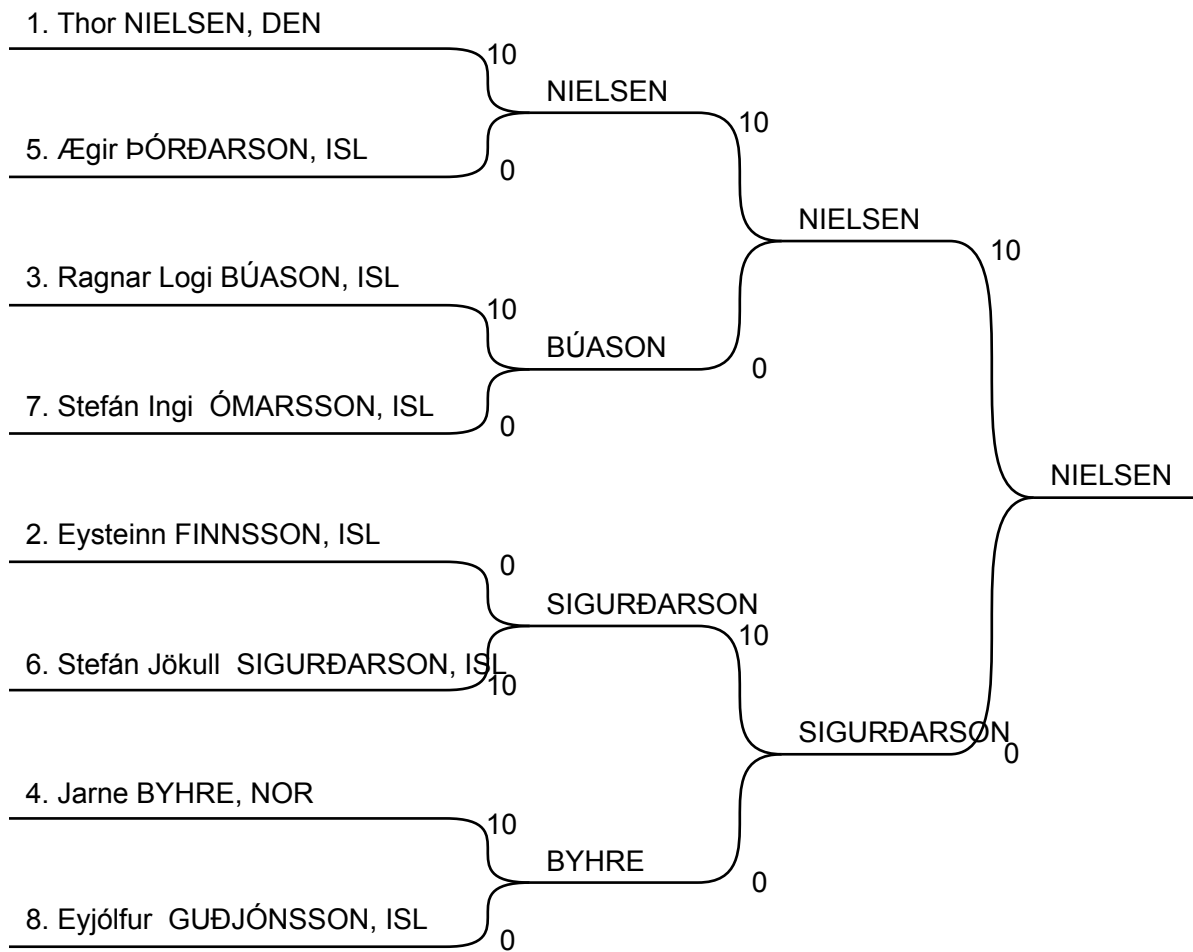 1. Thor NIELSEN, DEN
10
NIELSEN
10
5. Ægir ÞÓRÐARSON, ISL
0
NIELSEN
10
3. Ragnar Logi BÚASON, ISL
10
BÚASON
0
7. Stefán Ingi  ÓMARSSON, ISL
0
NIELSEN
2. Eysteinn FINNSSON, ISL
0
SIGURÐARSON
10
6. Stefán Jökull  SIGURÐARSON, ISL
10
SIGURÐARSON
0
4. Jarne BYHRE, NOR
10
BYHRE
0
8. Eyjólfur  GUÐJÓNSSON, ISL
0